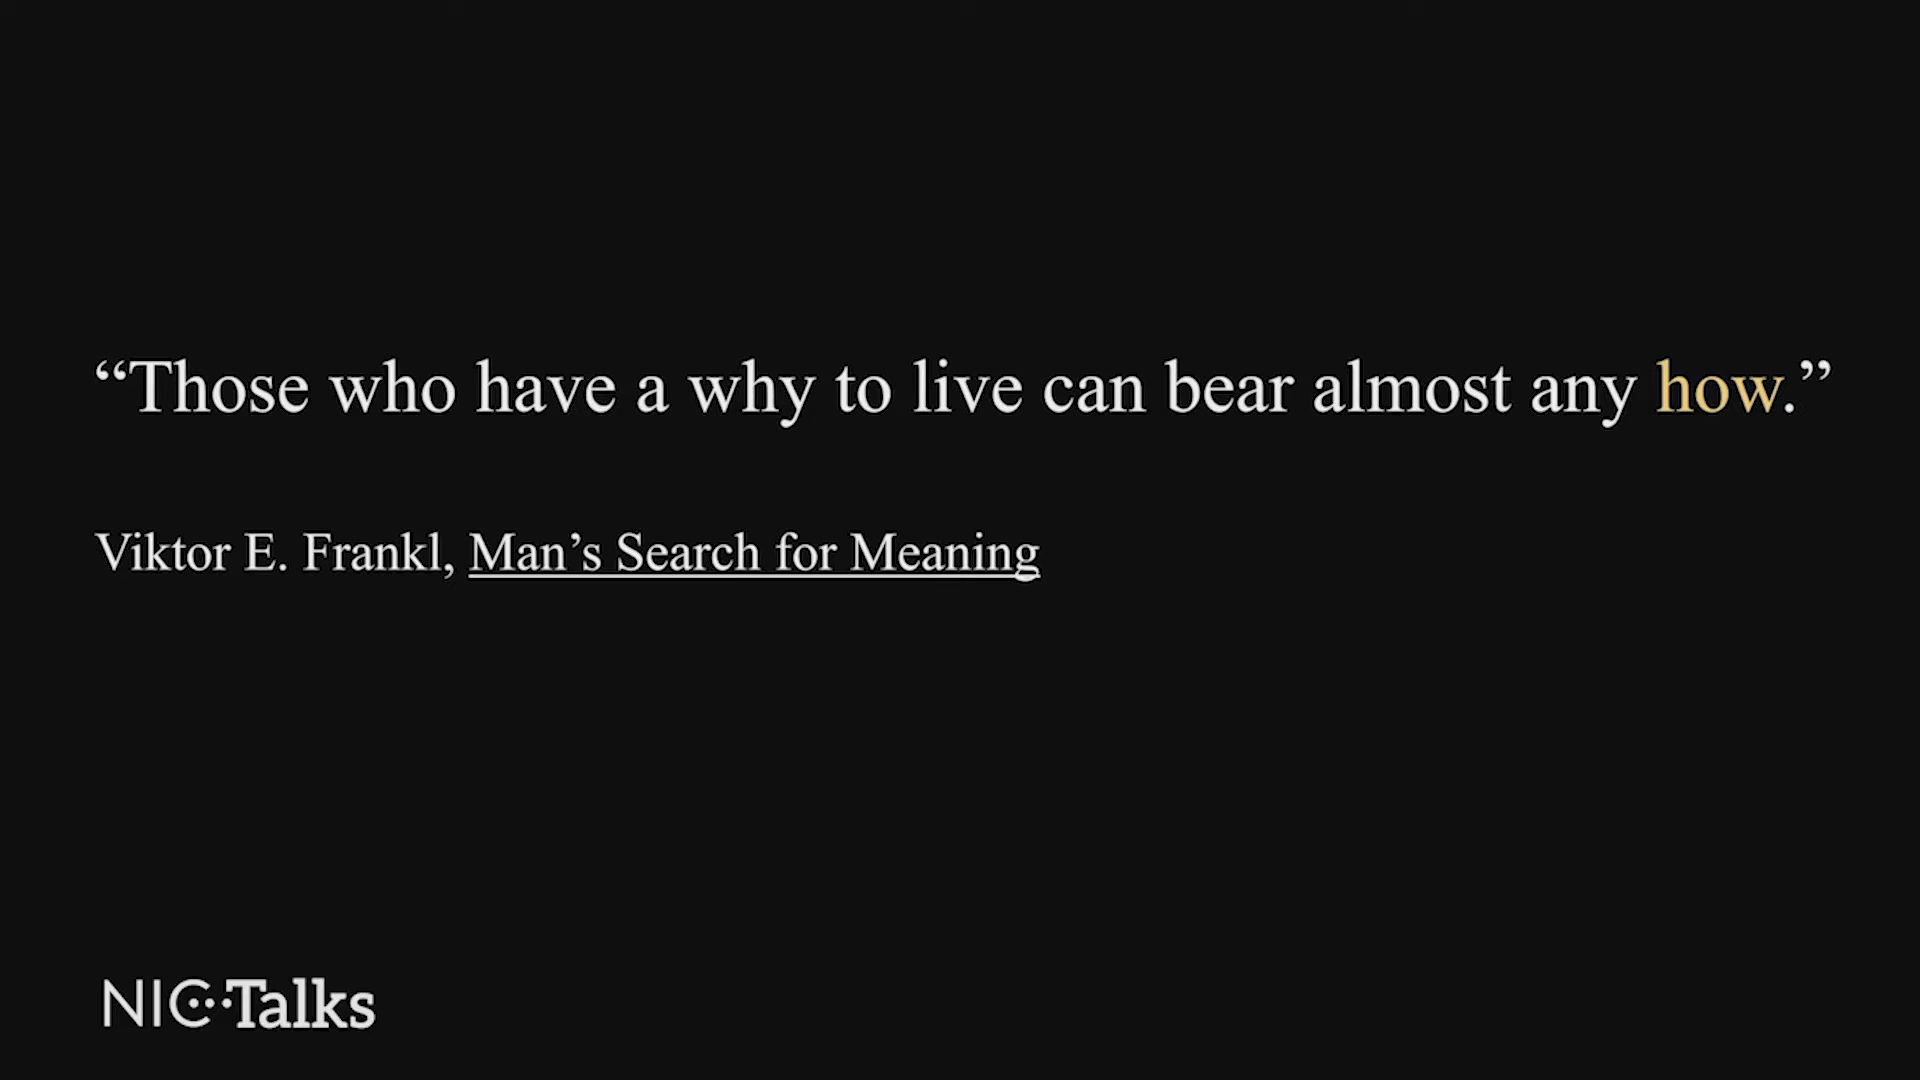 “Those who have a why to live can bear almost any how.”
Viktor E. Frankl, Man’s Search for Meaning
NIC Talks